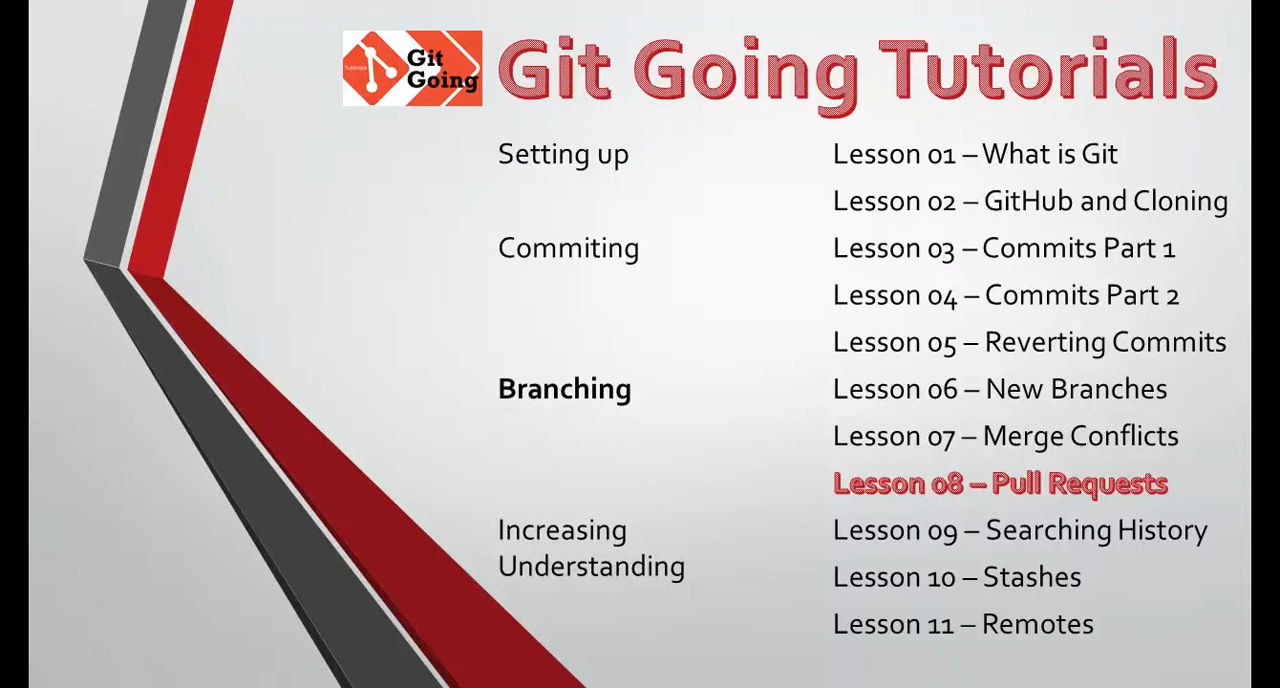 Tutorials
Git
Going
Git Going Tutorials
Setting up
Lesson 01 – What is Git
Lesson 02 – GitHub and Cloning
Commiting
Lesson 03 – Commits Part 1
Lesson 04 – Commits Part 2
Lesson 05 – Reverting Commits
Branching
Lesson 06 – New Branches
Lesson 07 – Merge Conflicts
Lesson 08 – Pull Requests
Increasing
Understanding
Lesson 09 – Searching History
Lesson 10 – Stashes
Lesson 11 – Remotes